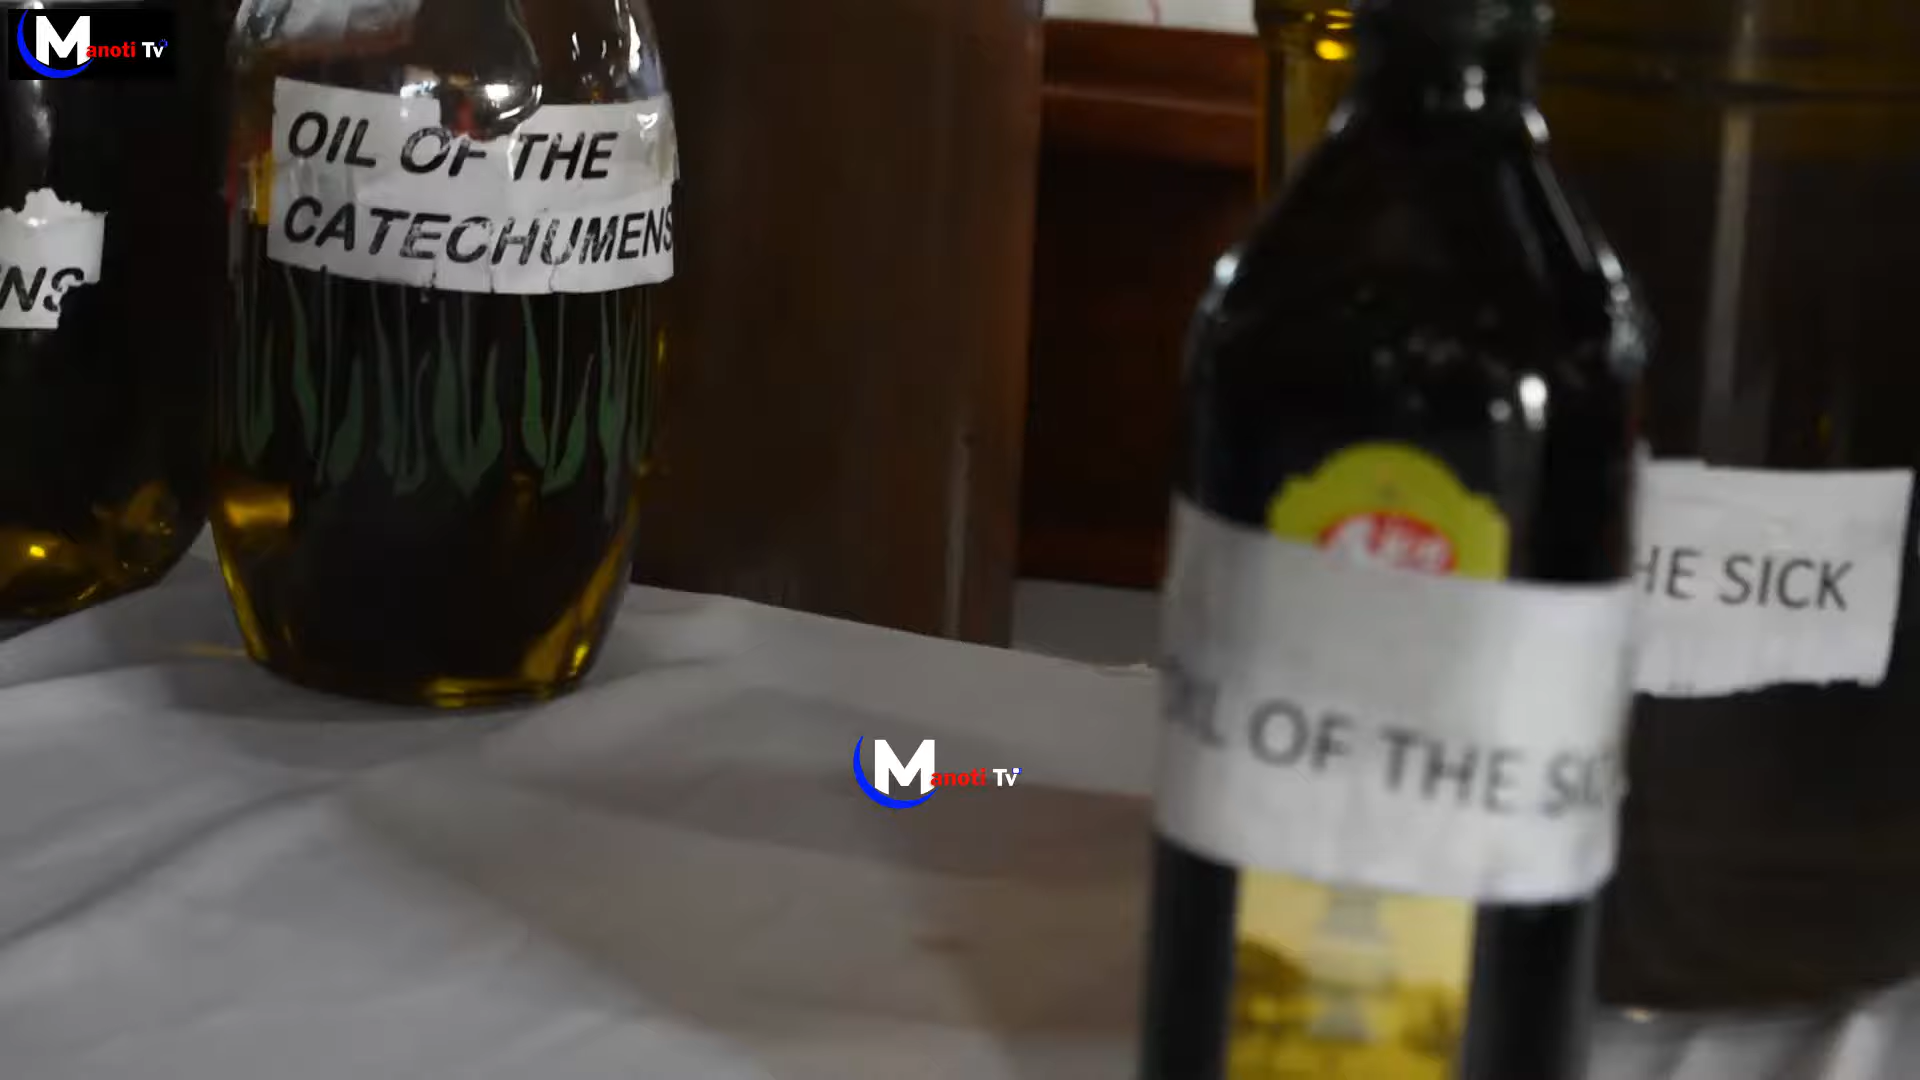 Manoti Tv
OIL OF THE
CATECHUMENS
NS
HE SICK
OF THE
Manoti Tv